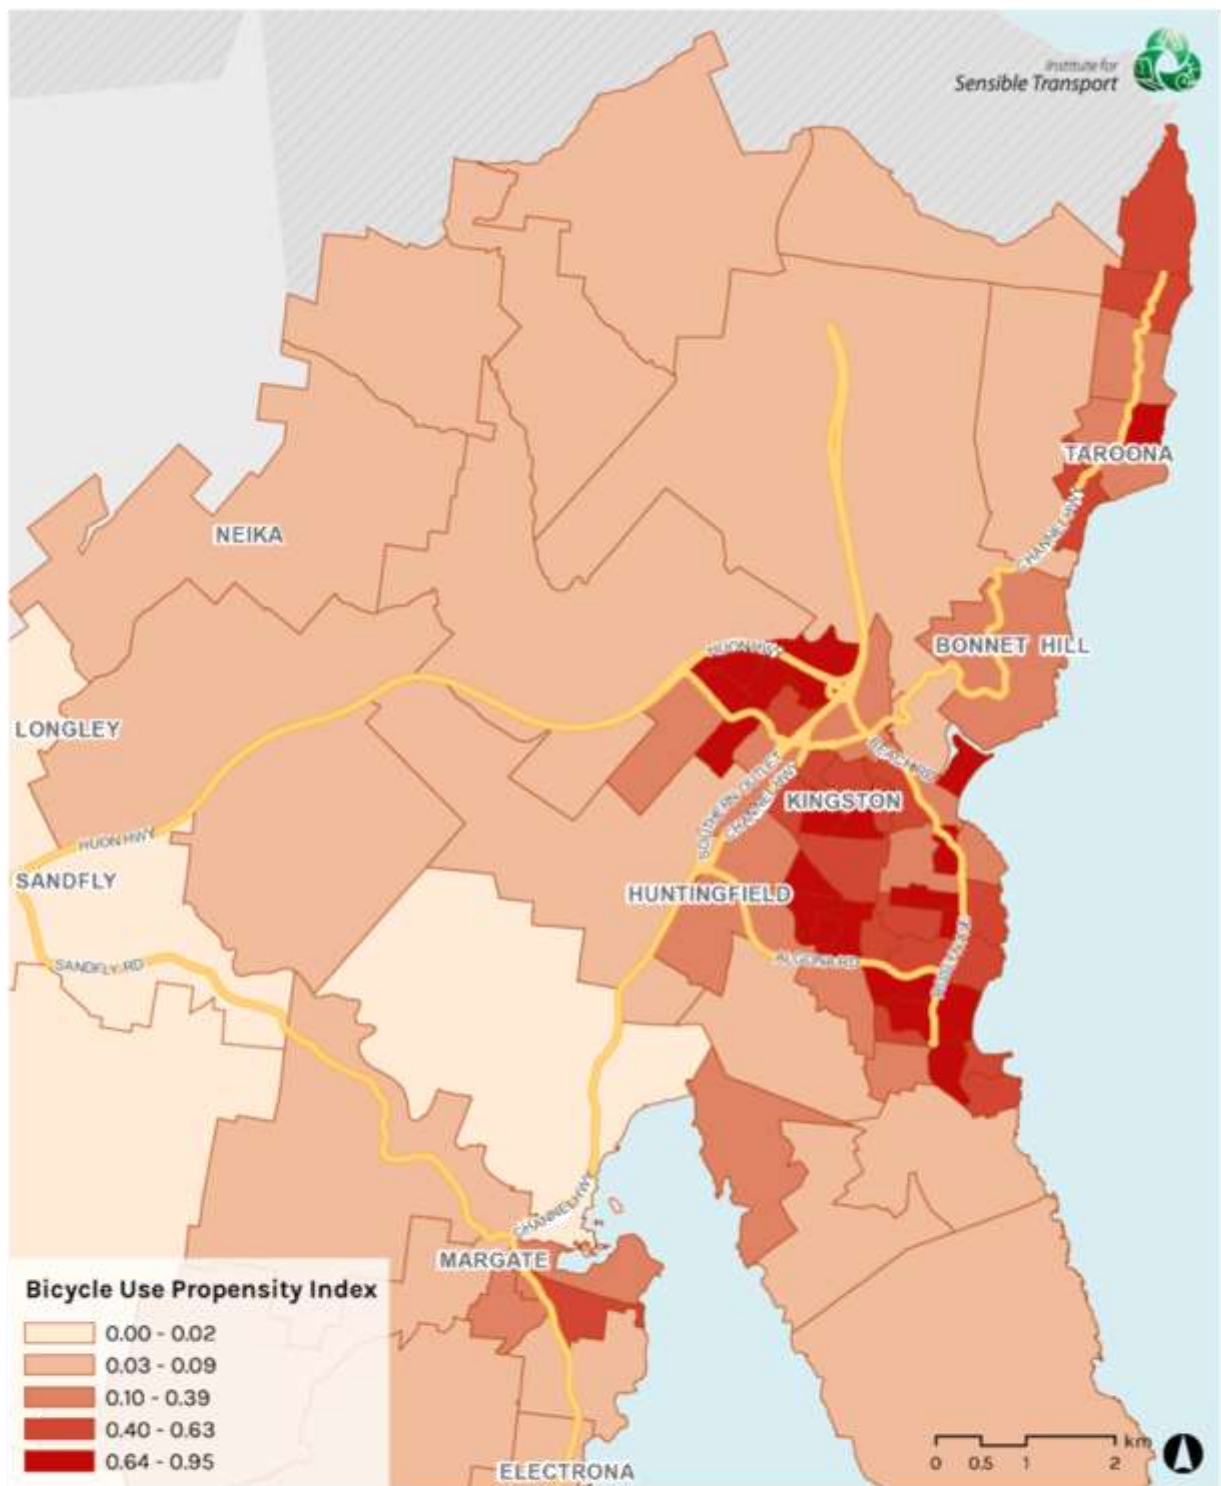 Institute for
Sensible Transport
TAROONA
CHANNEL HWY
NEIKA
BONNET HILL
HUON HWY
LONGLEY
BEACH RD
SOUTHERN OUTLET
CHANNEL HWY
KINGSTON
HUON HWY
SANDFLY
HUNTINGFIELD
SANDFLY RD
ALGONA RD
CHANNEL HWY
MARGATE
Bicycle Use Propensity Index
0.00 - 0.02
0.03 - 0.09
0.10 - 0.39
0.40 - 0.63
0.64 - 0.95
km
0 0.5 1 2
ELECTRONA